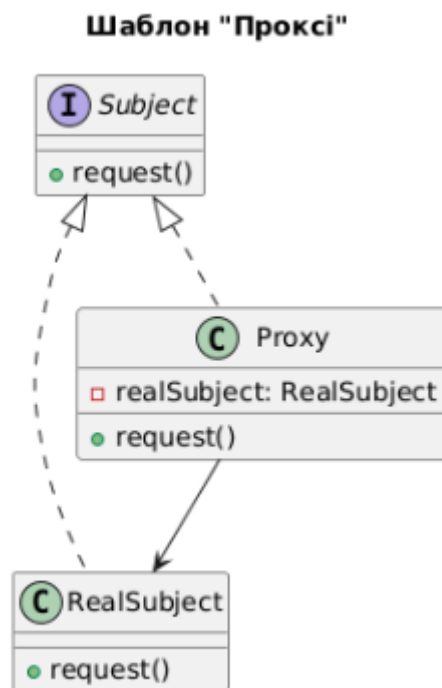 Шаблон "Проксі"
I Subject
request()
C Proxy
realSubject: RealSubject
request()
C RealSubject
request()